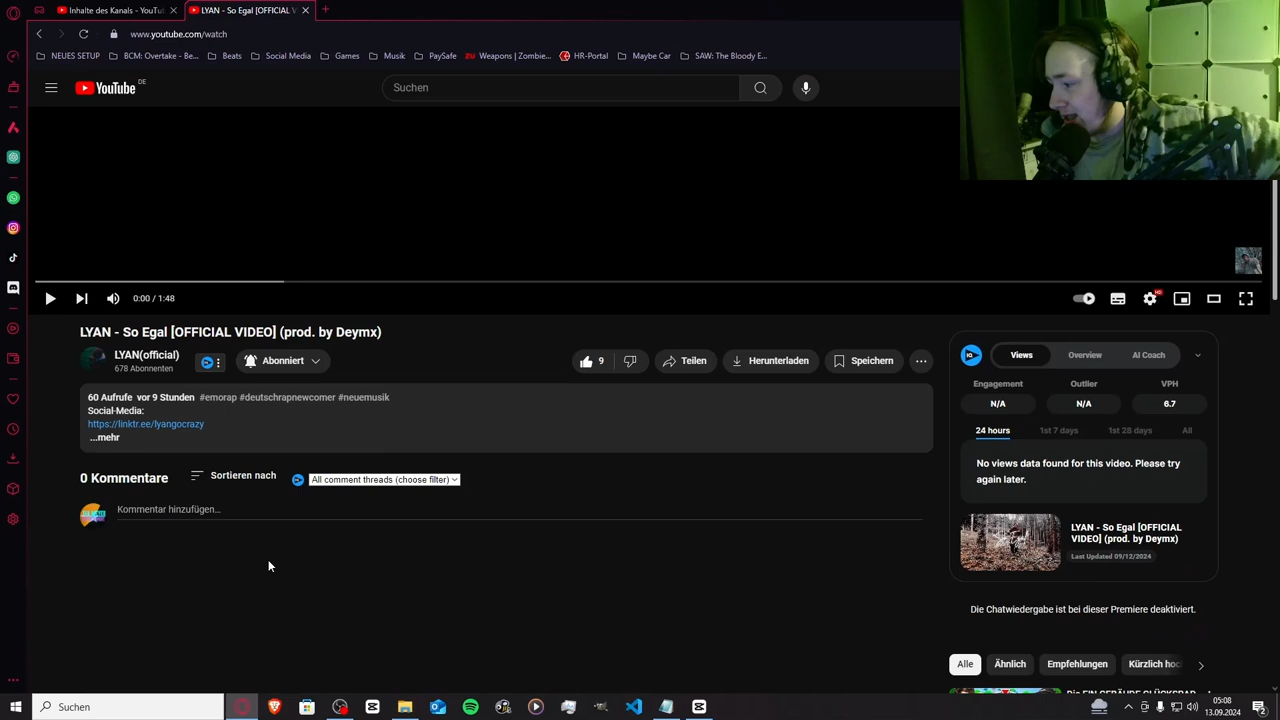 Inhalte des Kanals - YouTu
LYAN - So Egal [OFFICIAL V
www.youtube.com/watch
NEUES SETUP
BCM: Overtake - Be...
Beats
Social Media
Games
Musik
PaySafe
Weapons | Zombie...
HR-Portal
Maybe Car
SAW: The Bloody E...
YouTube DE
Suchen
0:00 / 1:48
LYAN - So Egal [OFFICIAL VIDEO] (prod. by Deymx)
LYAN(official)
678 Abonnenten
Abonniert
9
Teilen
Herunterladen
Speichern
60 Aufrufe vor 9 Stunden #emorap #deutschrapnewcomer #neuemusik
Social-Media:
https://linktr.ee/lyangocrazy
...mehr
0 Kommentare
Sortieren nach
All comment threads (choose filter)
Kommentar hinzufügen...
Views
Overview
AI Coach
Engagement
Outlier
VPH
N/A
N/A
6.7
24 hours
1st 7 days
1st 28 days
All
No views data found for this video. Please try
again later.
LYAN - So Egal [OFFICIAL
VIDEO] (prod. by Deymx)
Last Updated 09/12/2024
Die Chatwiedergabe ist bei dieser Premiere deaktiviert.
Alle
Ähnlich
Empfehlungen
Kürzlich hoc
Suchen
05:08
13.09.2024